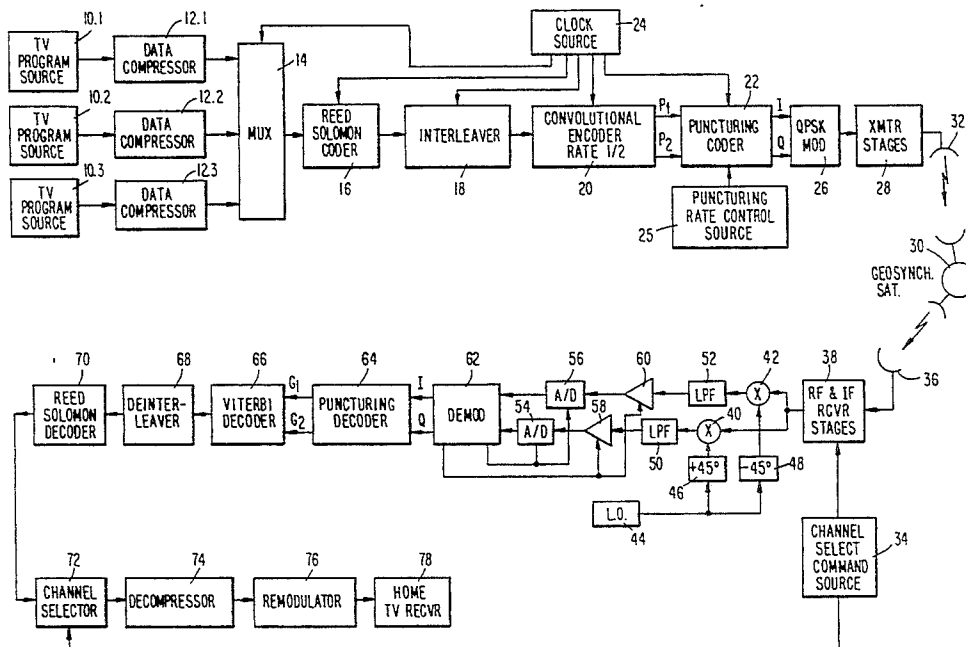 10.1
TV
PROGRAM
SOURCE
12.1
DATA
COMPRESSOR
14
MUX
CLOCK
SOURCE
24
10.2
TV
PROGRAM
SOURCE
12.2
DATA
COMPRESSOR
10.3
TV
PROGRAM
SOURCE
12.3
DATA
COMPRESSOR
REED
SOLOMON
CODER
16
INTERLEAVER
18
CONVOLUTIONAL
ENCODER
RATE 1/2
20
P1
P2
22
PUNCTURING
CODER
I
Q
QPSK
MOD
26
XMTR
STAGES
28
32
25
PUNCTURING
RATE CONTROL
SOURCE
30
GEOSYNCH.
SAT.
36
70
REED
SOLOMON
DECODER
68
DEINTER-
LEAVER
66
VITERBI
DECODER
G1
G2
64
PUNCTURING
DECODER
I
Q
62
DEMOD
56
A/D
54
A/D
60
58
52
LPF
LPF
50
42
X
40
X
38
RF & IF
RCVR
STAGES
+45°
46
-45°
48
L.O.
44
CHANNEL
SELECT
COMMAND
SOURCE
34
72
CHANNEL
SELECTOR
74
DECOMPRESSOR
76
REMODULATOR
78
HOME
TV RECVR